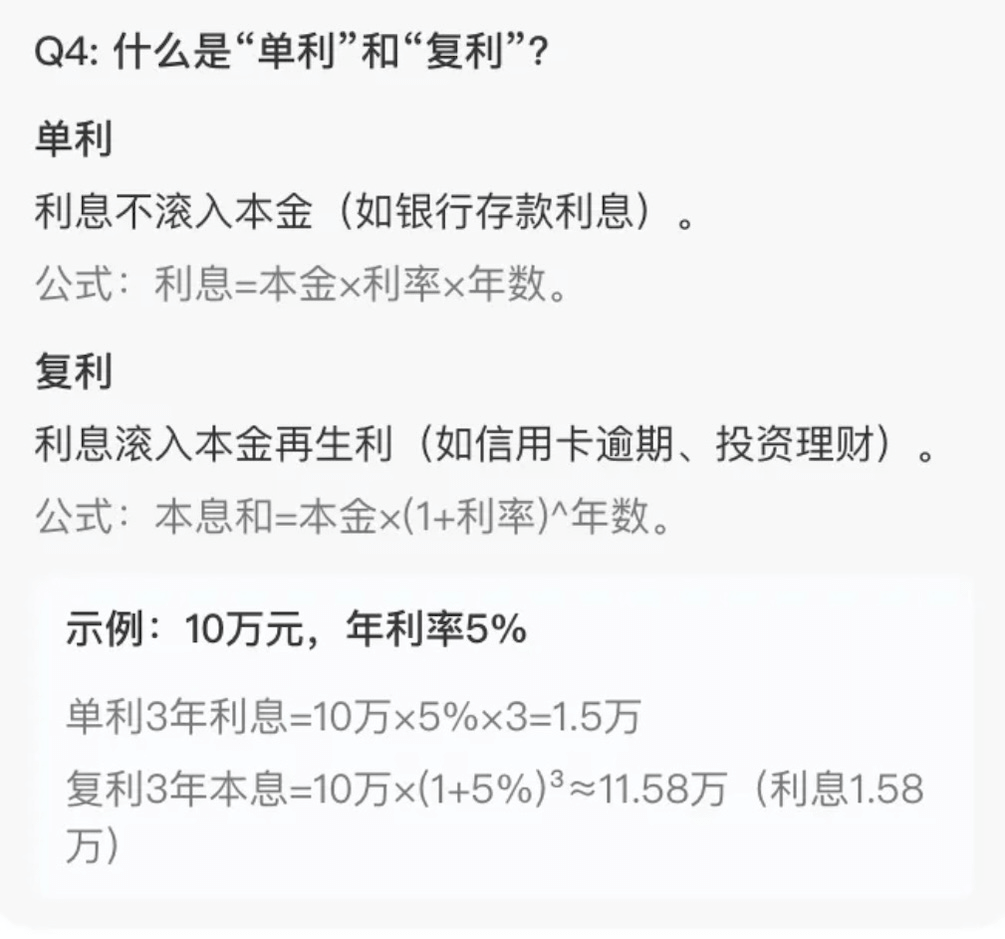 Q4: 什么是“单利”和“复利”?
单利
利息不滚入本金（如银行存款利息）。
公式：利息=本金×利率×年数。
复利
利息滚入本金再生利（如信用卡逾期、投资理财）。
公式：本息和=本金×(1+利率)^年数。
示例：10万元，年利率5%
单利3年利息=10万×5%×3=1.5万
复利3年本息=10万×(1+5%)³≈11.58万（利息1.58
万）